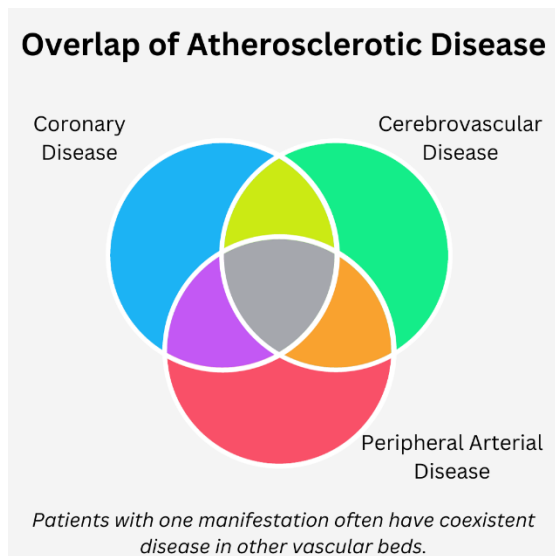 Overlap of Atherosclerotic Disease
Coronary
Disease
Cerebrovascular
Disease
Peripheral Arterial
Disease
Patients with one manifestation often have coexistent
disease in other vascular beds.